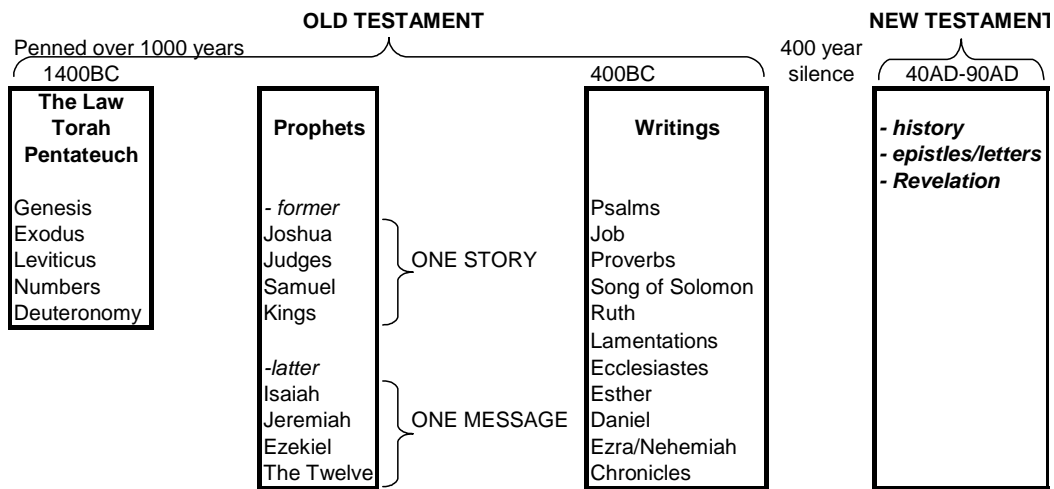 OLD TESTAMENT
NEW TESTAMENT
Penned over 1000 years
400 year
silence
1400BC
400BC
40AD-90AD
The Law
Torah
Pentateuch
Genesis
Exodus
Leviticus
Numbers
Deuteronomy
Prophets
- former
Joshua
Judges
Samuel
Kings
ONE STORY
-latter
Isaiah
Jeremiah
Ezekiel
The Twelve
ONE MESSAGE
Writings
Psalms
Job
Proverbs
Song of Solomon
Ruth
Lamentations
Ecclesiastes
Esther
Daniel
Ezra/Nehemiah
Chronicles
- history
- epistles/letters
- Revelation